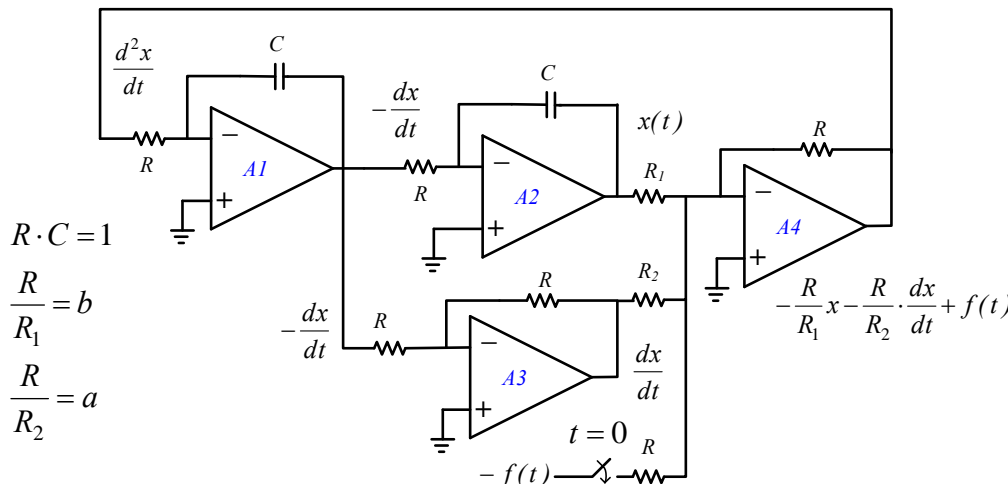 d²x/dt
C
R
−
+
A1
−dx/dt
R
C
−
+
A2
x(t)
R₁
R
−
+
A4
−R/R₁ x − R/R₂ · dx/dt + f(t)
R · C = 1
R/R₁ = b
R/R₂ = a
−dx/dt
R
R
−
+
A3
R₂
dx/dt
t = 0
− f(t)
R